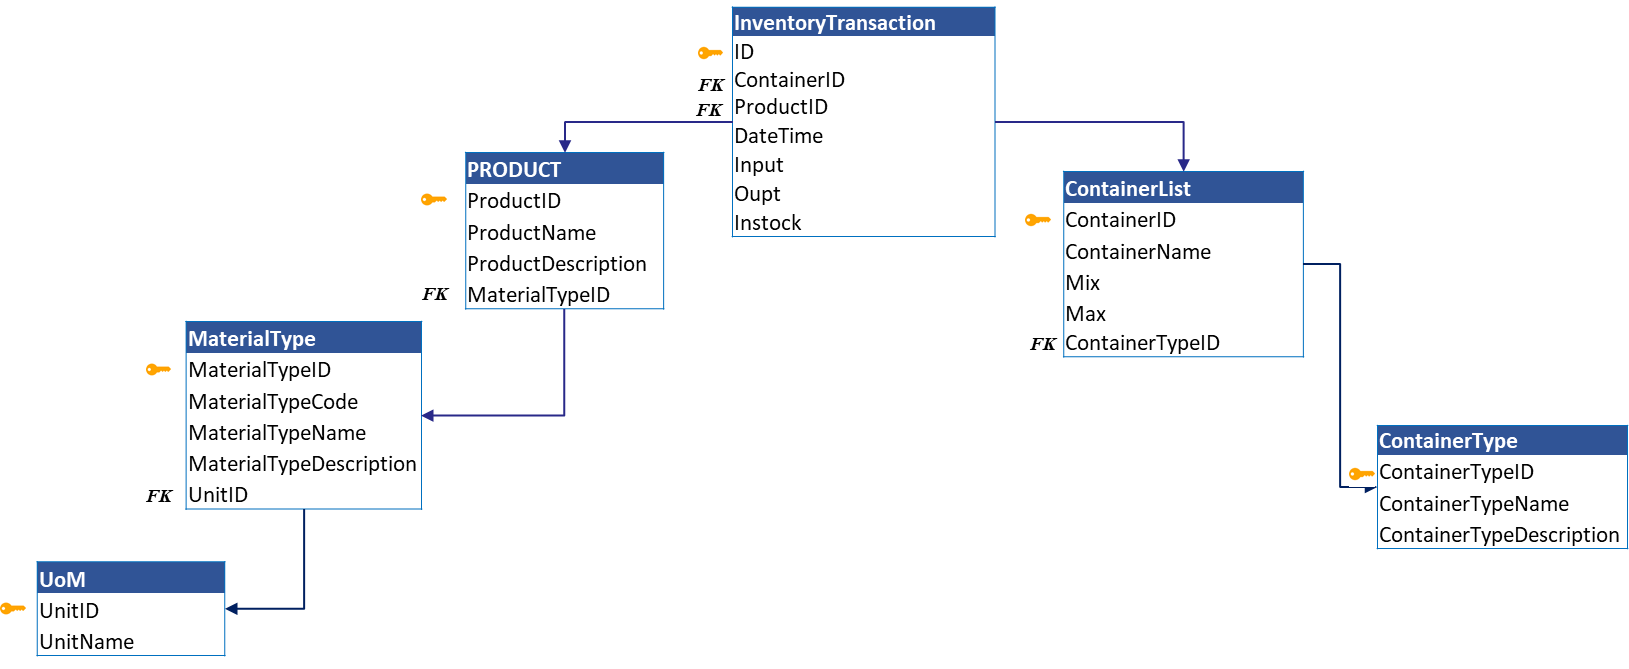 InventoryTransaction
ID
FK ContainerID
FK ProductID
DateTime
Input
Oupt
Instock
PRODUCT
ProductID
ProductName
ProductDescription
FK MaterialTypeID
ContainerList
ContainerID
ContainerName
Mix
Max
FK ContainerTypeID
MaterialType
MaterialTypeID
MaterialTypeCode
MaterialTypeName
MaterialTypeDescription
FK UnitID
ContainerType
ContainerTypeID
ContainerTypeName
ContainerTypeDescription
UoM
UnitID
UnitName